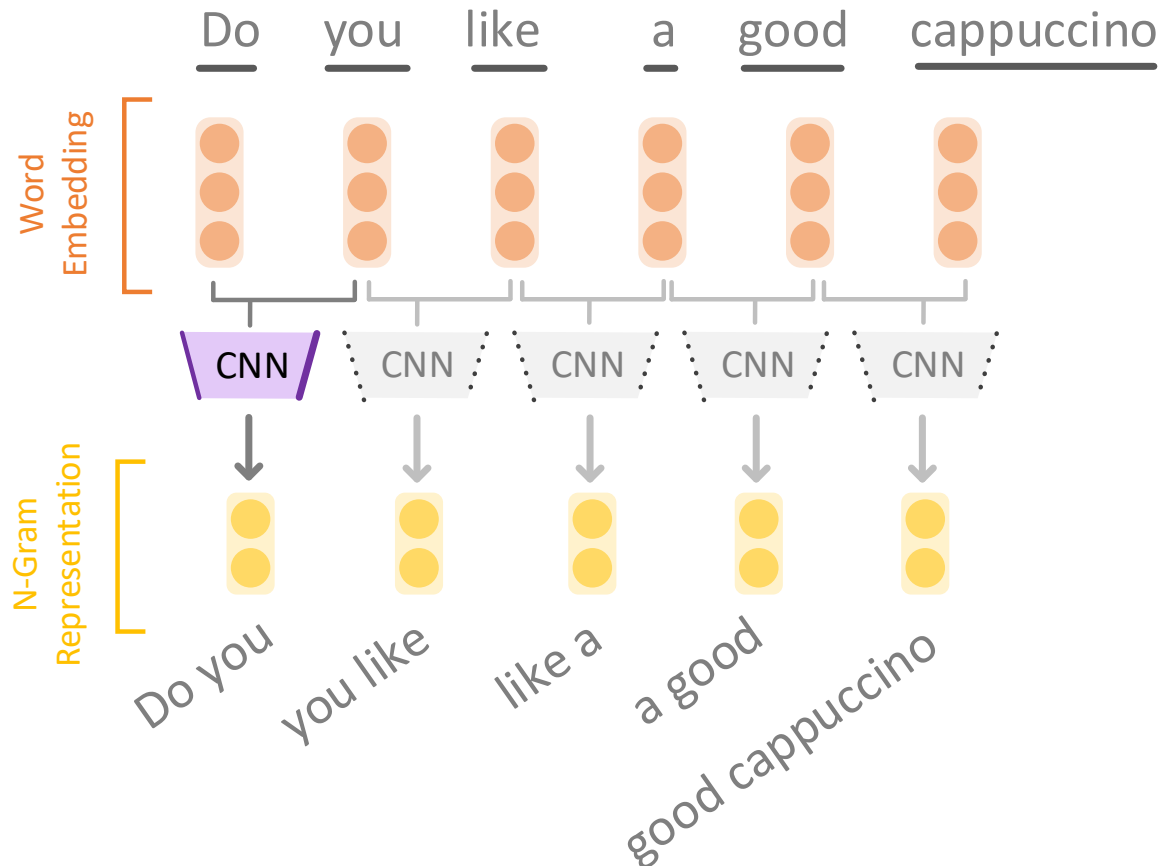 Do you like a good cappuccino
Word
Embedding
CNN CNN CNN CNN CNN
N-Gram
Representation
Do you
you like
like a
a good
good cappuccino